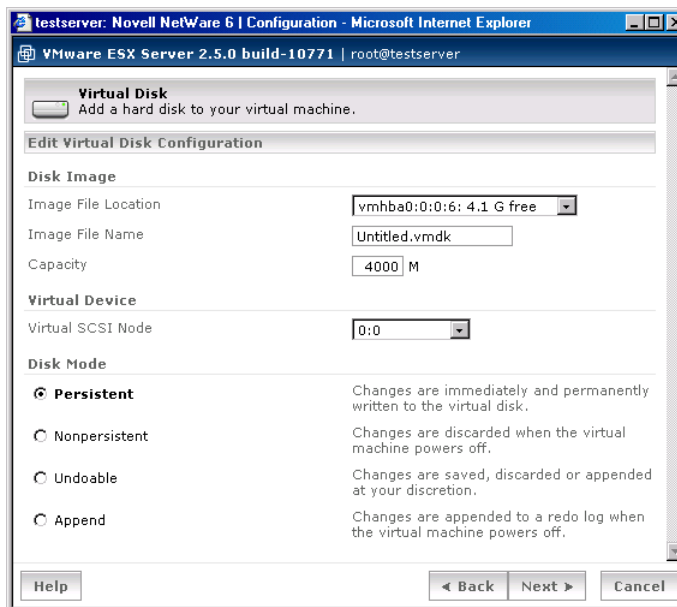 testserver: Novell NetWare 6 | Configuration - Microsoft Internet Explorer
VMware ESX Server 2.5.0 build-10771 | root@testserver
Virtual Disk
Add a hard disk to your virtual machine.
Edit Virtual Disk Configuration
Disk Image
Image File Location vmhba0:0:0:6: 4.1 G free
Image File Name Untitled.vmdk
Capacity 4000 M
Virtual Device
Virtual SCSI Node 0:0
Disk Mode
Persistent Changes are immediately and permanently
written to the virtual disk.
Nonpersistent Changes are discarded when the virtual
machine powers off.
Undoable Changes are saved, discarded or appended
at your discretion.
Append Changes are appended to a redo log when
the virtual machine powers off.
Help Back Next Cancel